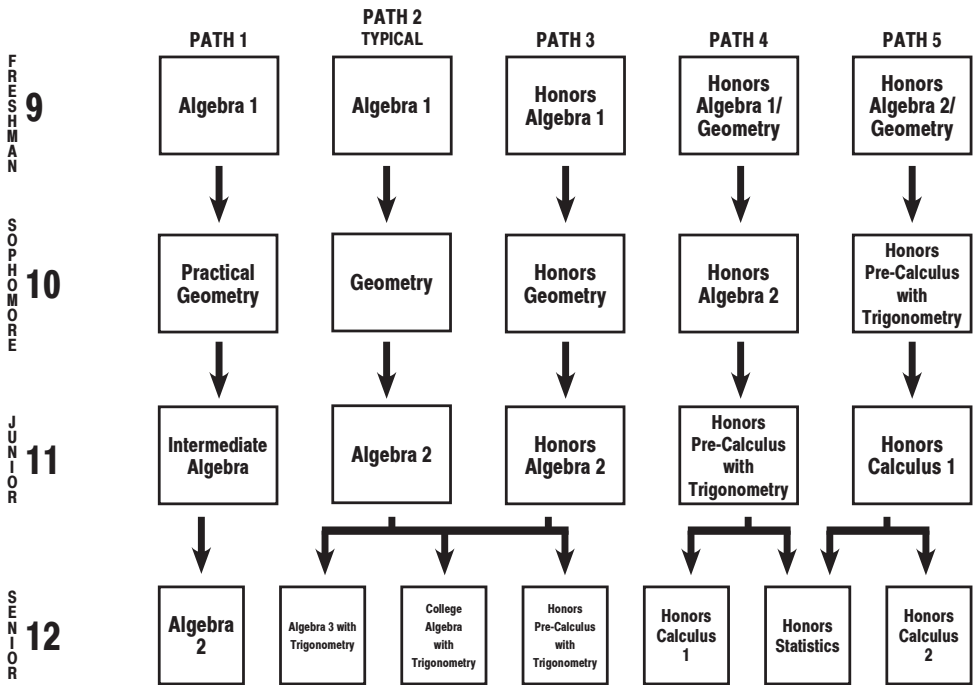 PATH 1
PATH 2
TYPICAL
PATH 3
PATH 4
PATH 5
FRESHMAN
9
Algebra 1
Algebra 1
Honors
Algebra 1
Honors
Algebra 1/
Geometry
Honors
Algebra 2/
Geometry
SOPHOMORE
10
Practical
Geometry
Geometry
Honors
Geometry
Honors
Algebra 2
Honors
Pre-Calculus
with
Trigonometry
JUNIOR
11
Intermediate
Algebra
Algebra 2
Honors
Algebra 2
Honors
Pre-Calculus
with
Trigonometry
Honors
Calculus 1
SENIOR
12
Algebra
2
Algebra 3 with
Trigonometry
College
Algebra
with
Trigonometry
Honors
Pre-Calculus
with
Trigonometry
Honors
Calculus
1
Honors
Statistics
Honors
Calculus
2